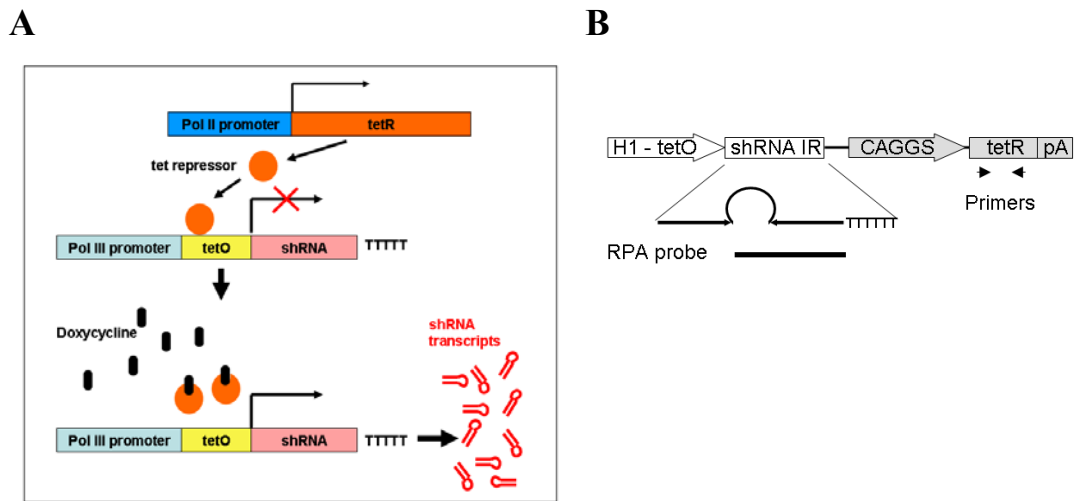 A
Pol II promoter
tetR
tet repressor
Pol III promoter
tetO
shRNA
TTTTT
Doxycycline
shRNA
transcripts
Pol III promoter
tetO
shRNA
TTTTT
B
H1 - tetO
shRNA IR
CAGGS
tetR
pA
Primers
TTTTT
RPA probe